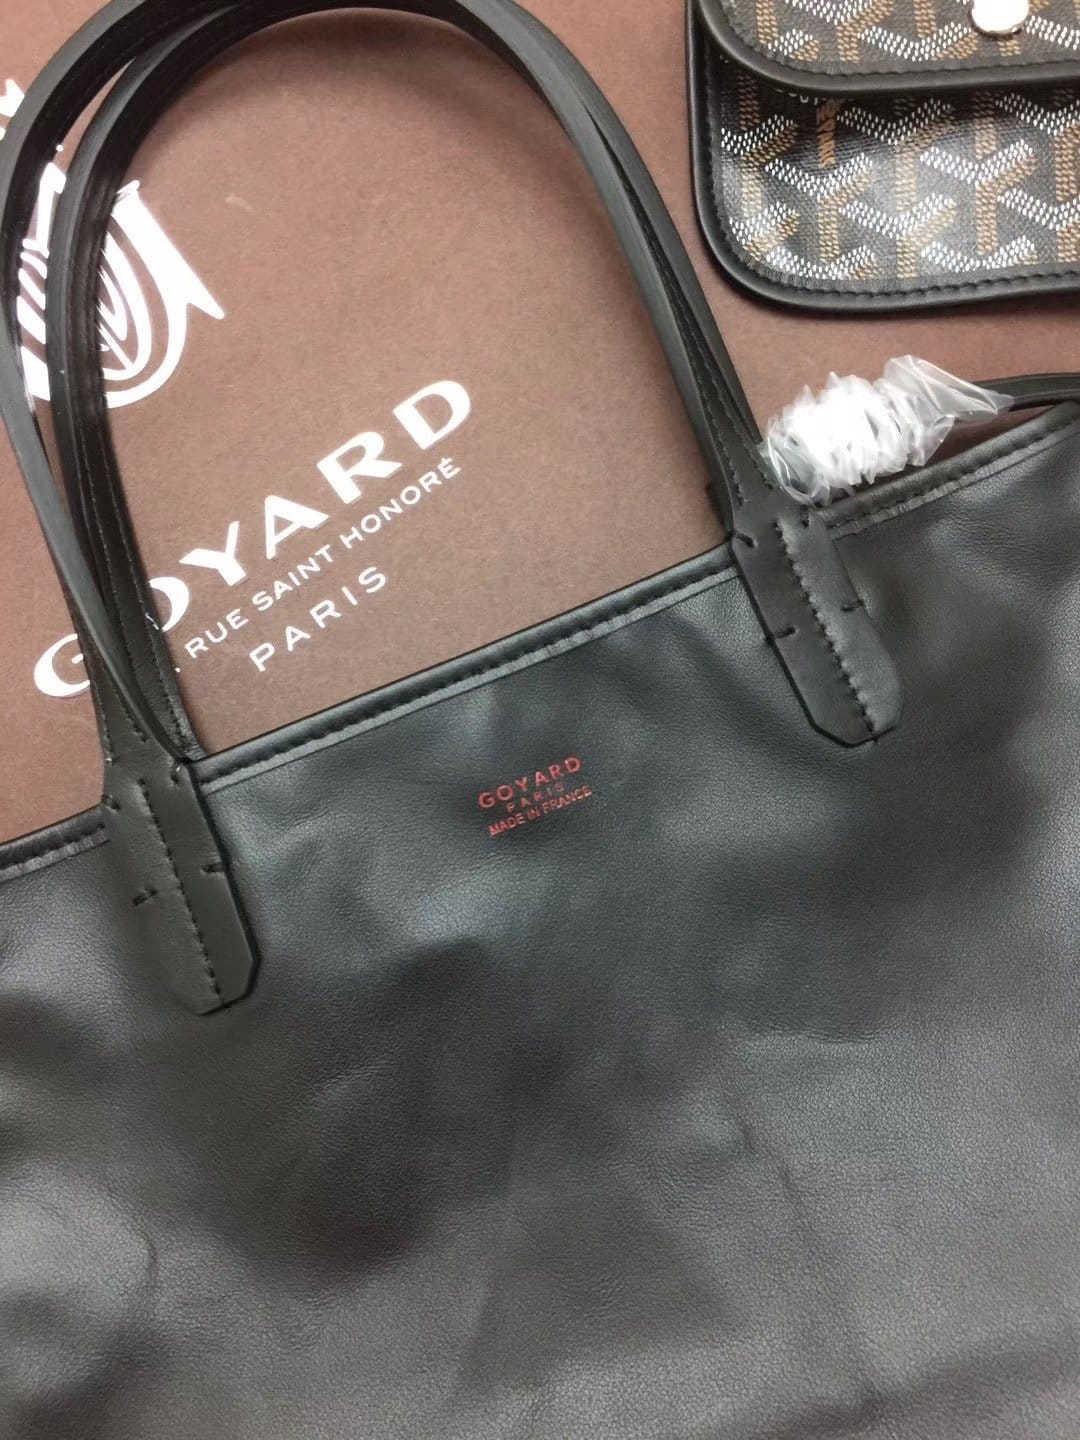 GOYARD
RUE SAINT HONORÉ
PARIS
GOYARD
PARIS
MADE IN FRANCE